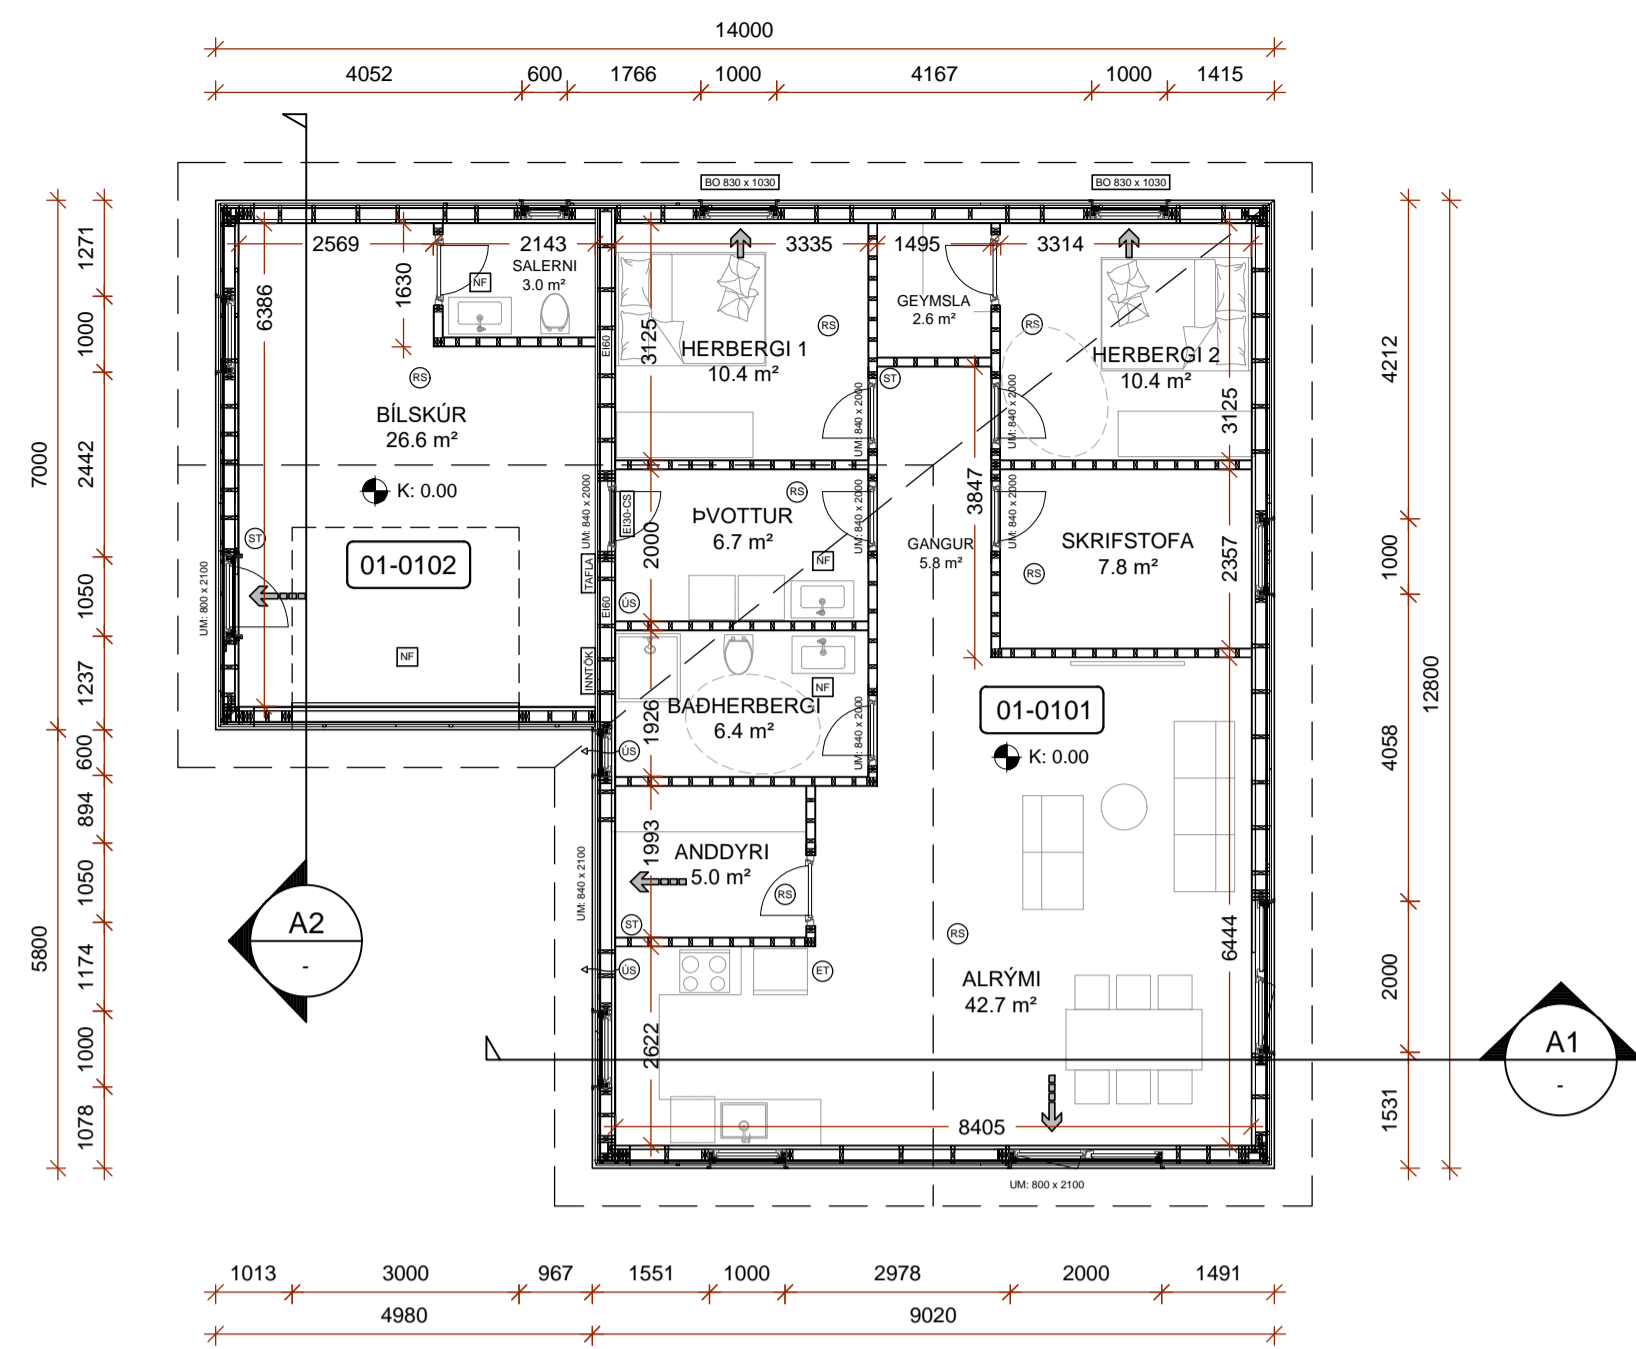 14000
4052 600 1766 1000 4167 1000 1415
BO 830 x 1030
BO 830 x 1030
2569
2143
3335
1495
3314
SALERNI
3.0 m²
NF
1630
6386
EI60
3125
RS
HERBERGI 1
10.4 m²
GEYMSLA
2.6 m²
RS
HERBERGI 2
10.4 m²
3125
RS
ST
BÍLSKÚR
26.6 m²
K: 0.00
ST
01-0102
UM: 800 x 2100
NF
UM: 840 x 2000
EI30-CS
TAFLA
EI60
INNTÖK
UM: 840 x 2000
UM: 840 x 2000
RS
ÞVOTTUR
6.7 m²
2000
NF
ÚS
UM: 840 x 2000
3847
GANGUR
5.8 m²
UM: 840 x 2000
SKRIFSTOFA
7.8 m²
RS
2357
BAÐHERBERGI
6.4 m²
1926
NF
ÚS
UM: 840 x 2000
01-0101
K: 0.00
ANDDYRI
5.0 m²
1993
RS
ST
UM: 840 x 2100
ÚS
ET
RS
ALRÝMI
42.7 m²
6444
2622
8405
UM: 800 x 2100
A2
-
A1
-
7000
5800
1271
1000
2442
1050
1237
600
894
1050
1174
1000
1078
4212
1000
4058
2000
1531
12800
1013 3000 967 1551 1000 2978 2000 1491
4980 9020